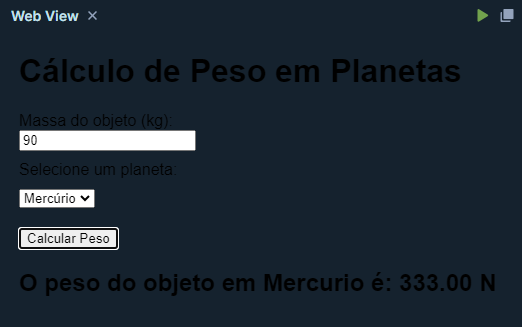 Web View
Cálculo de Peso em Planetas
Massa do objeto (kg):
90
Selecione um planeta:
Mercúrio
Calcular Peso
O peso do objeto em Mercurio é: 333.00 N